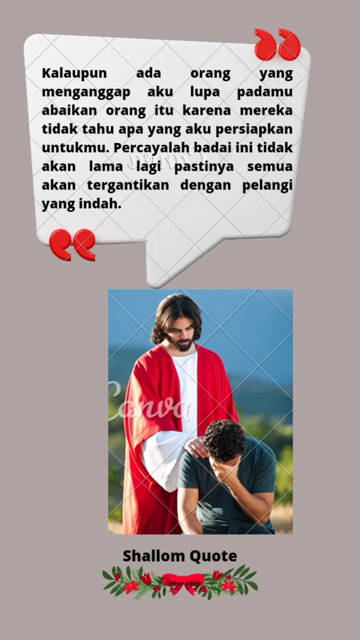 Kalaupun ada orang yang
menganggap aku lupa padamu
abaikan orang itu karena mereka
tidak tahu apa yang aku persiapkan
untukmu. Percayalah badai ini tidak
akan lama lagi pastinya semua
akan tergantikan dengan pelangi
yang indah.
Canva
Shallom Quote